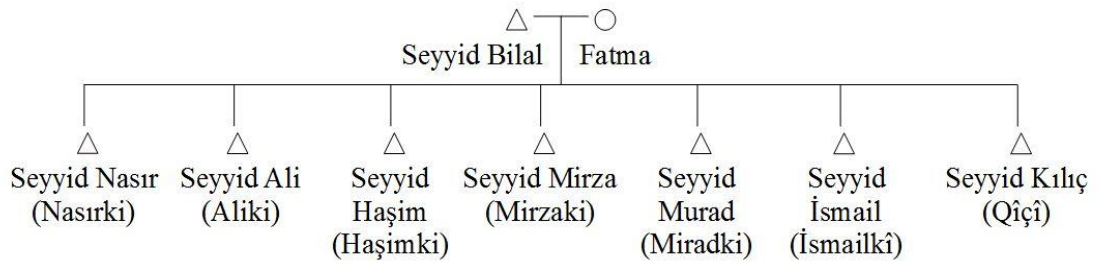 Seyyid Bilal Fatma
Seyyid Nasır
(Nasırki)
Seyyid Ali
(Aliki)
Seyyid
Haşim
(Haşimki)
Seyyid Mirza
(Mirzaki)
Seyyid
Murad
(Miradki)
Seyyid
İsmail
(İsmailkî)
Seyyid Kılıç
(Qîçî)